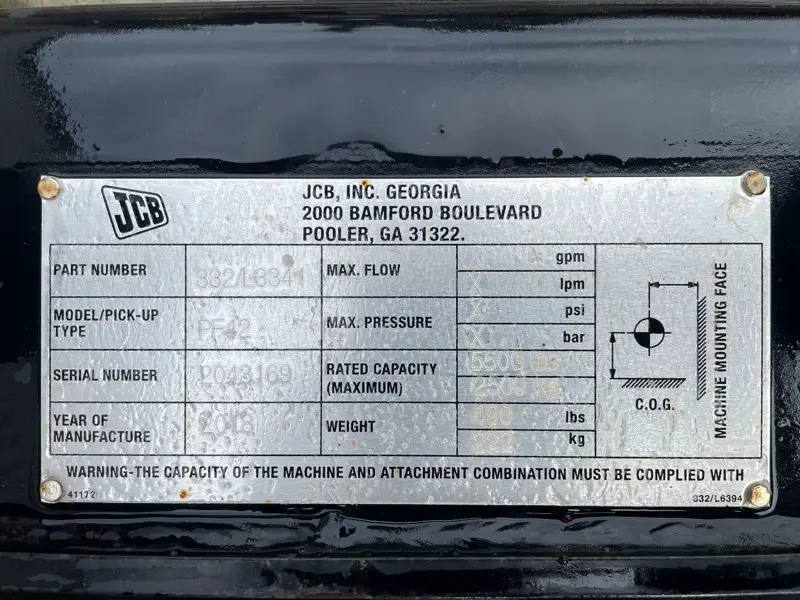 JCB
JCB, INC. GEORGIA
2000 BAMFORD BOULEVARD
POOLER, GA 31322.
PART NUMBER 332/L6341 MAX. FLOW X gpm
X lpm
MODEL/PICK-UP TYPE PF42 MAX. PRESSURE X psi
X bar
SERIAL NUMBER P043169 RATED CAPACITY (MAXIMUM) 5500
2500
YEAR OF MANUFACTURE WEIGHT lbs
kg
C.O.G.
MACHINE MOUNTING FACE
WARNING-THE CAPACITY OF THE MACHINE AND ATTACHMENT COMBINATION MUST BE COMPLIED WITH
41172 332/L6394